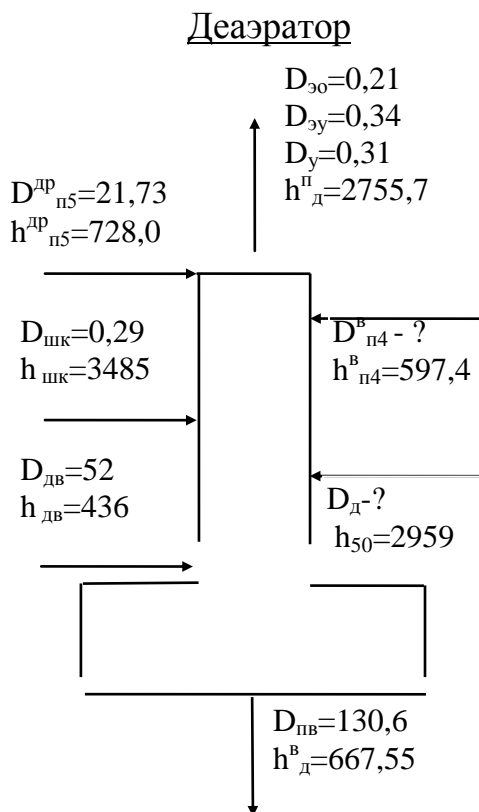 Деаэратор
Dэо=0,21
Dэу=0,34
Dу=0,31
hпд=2755,7
Dдрп5=21,73
hдрп5=728,0
Dшк=0,29
h шк=3485
Dвп4 - ?
hвп4=597,4
Dдв=52
h дв=436
Dд-?
h50=2959
Dпв=130,6
hвд=667,55